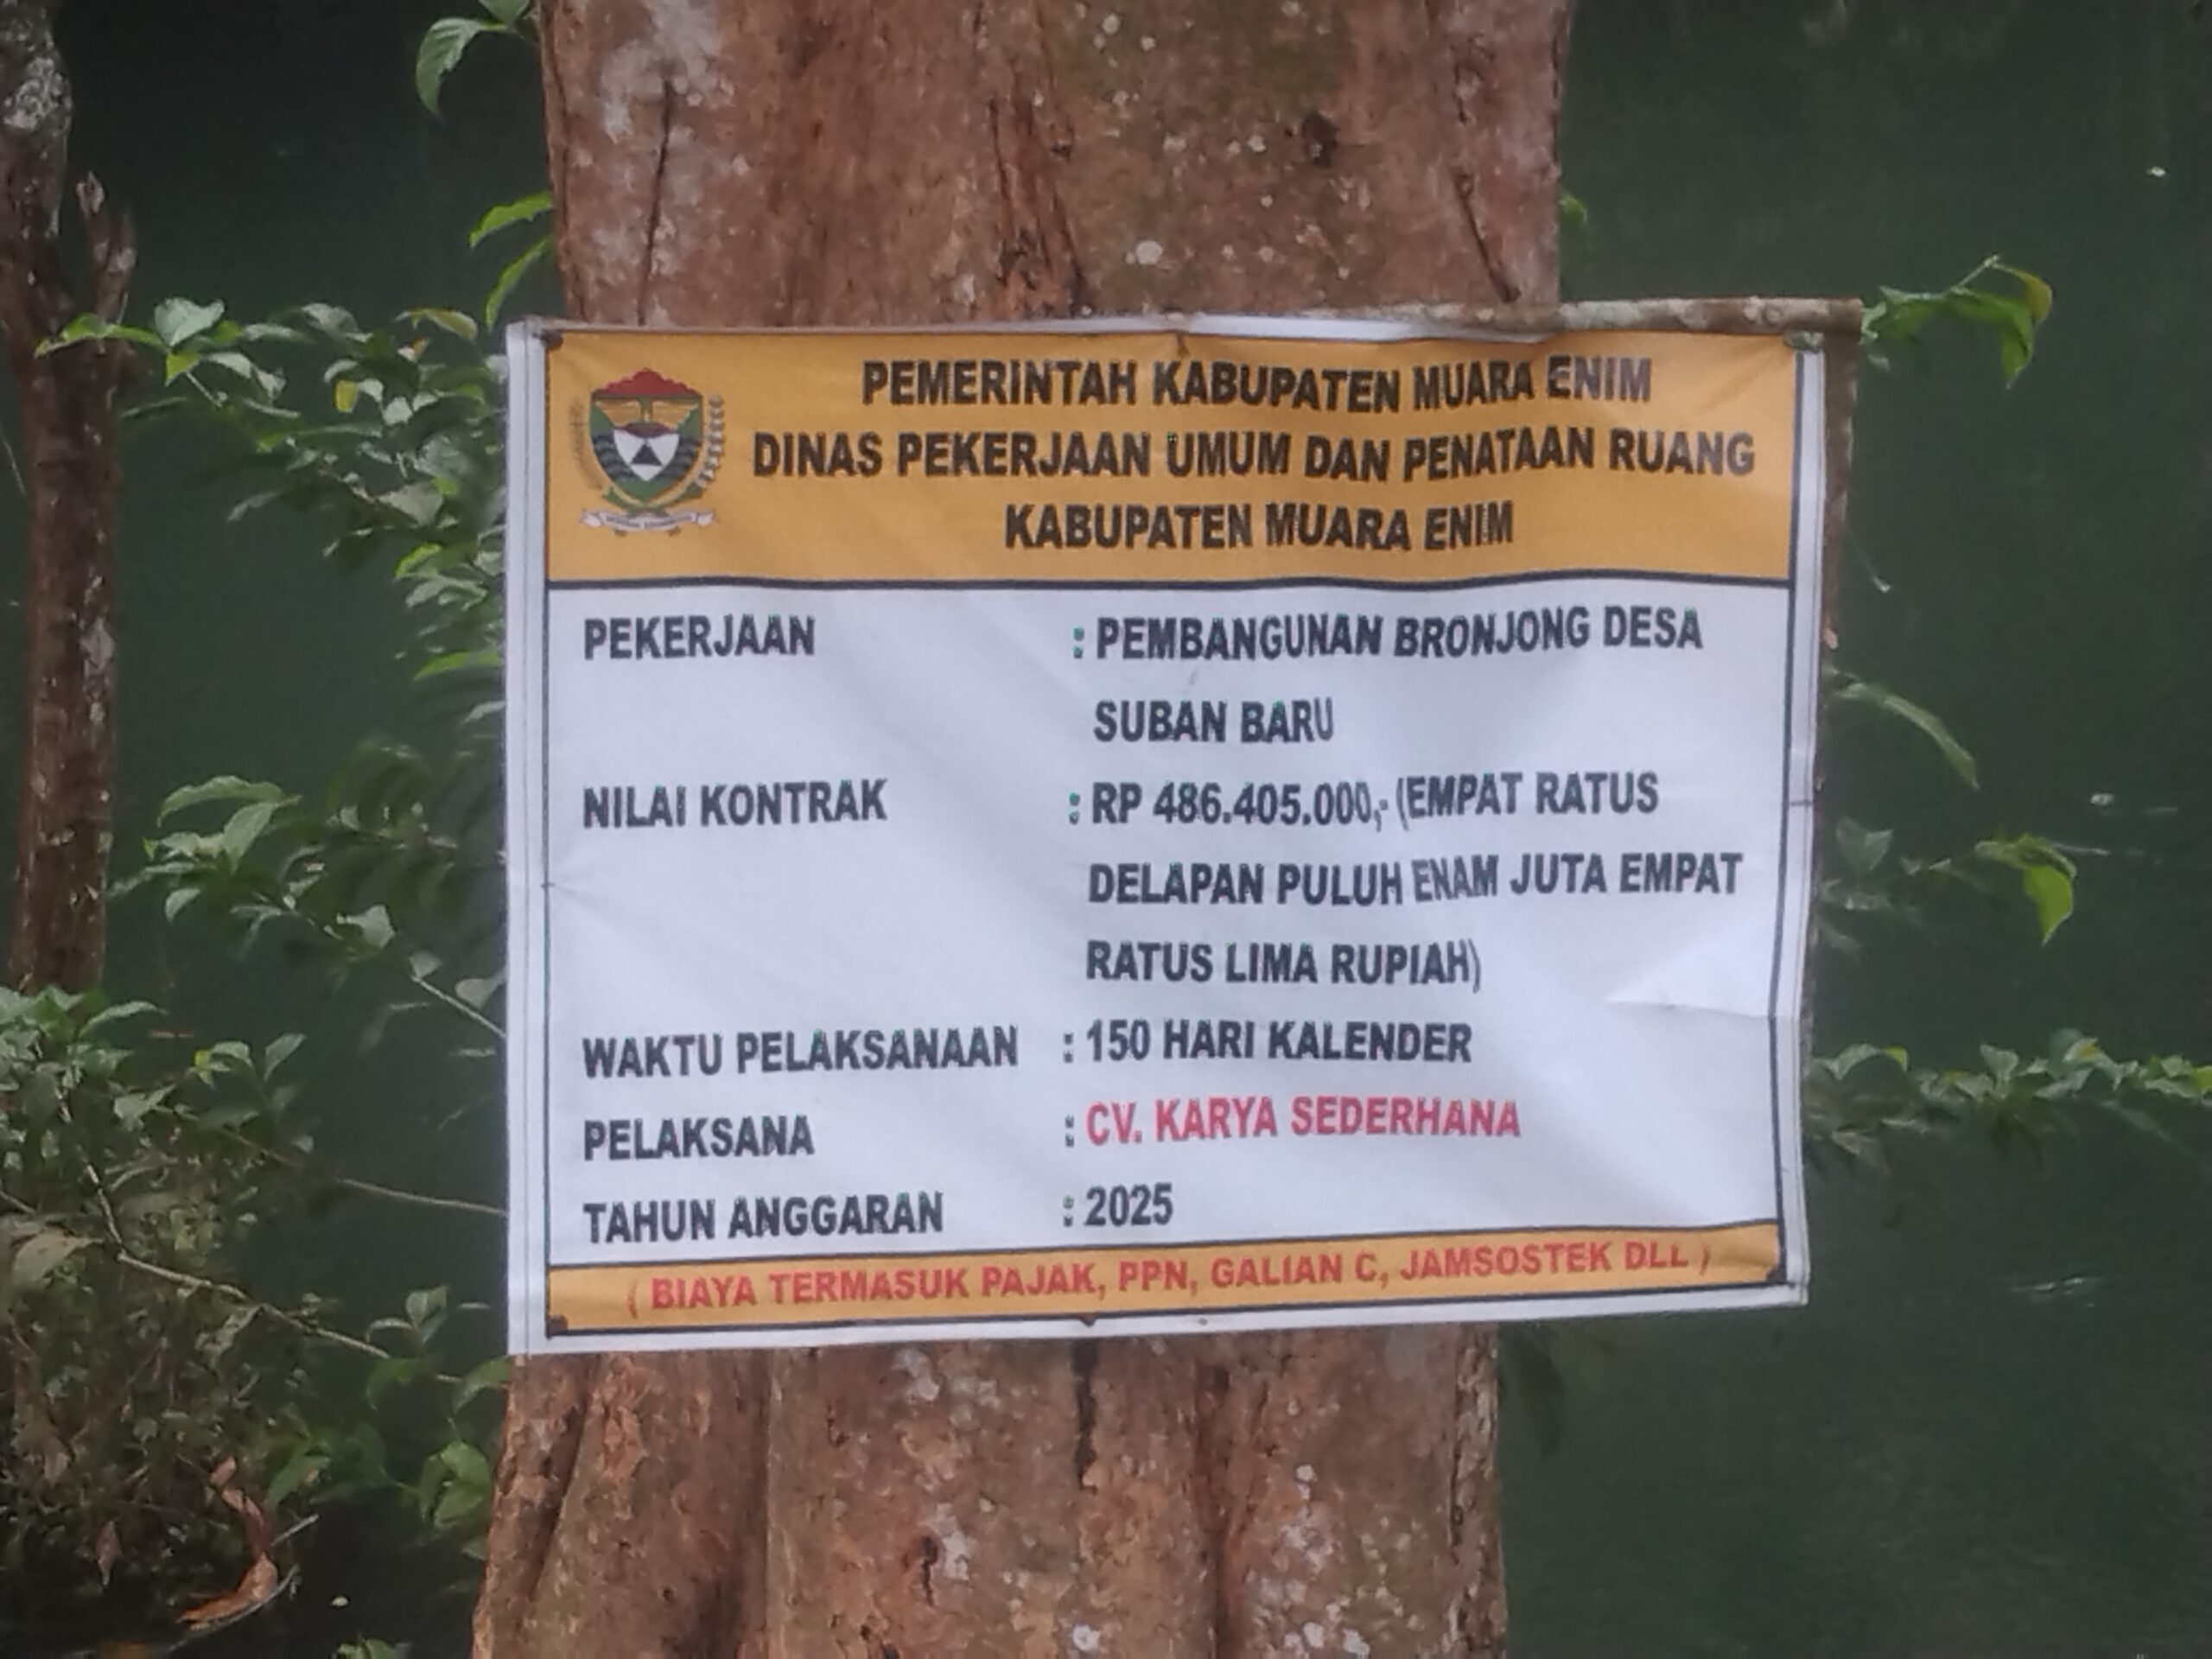 PEMERINTAH KABUPATEN MUARA ENIM
DINAS PEKERJAAN UMUM DAN PENATAAN RUANG
KABUPATEN MUARA ENIM
PEKERJAAN : PEMBANGUNAN BRONJONG DESA
SUBAN BARU
NILAI KONTRAK : RP 486.405.000,- (EMPAT RATUS
DELAPAN PULUH ENAM JUTA EMPAT
RATUS LIMA RUPIAH)
WAKTU PELAKSANAAN : 150 HARI KALENDER
PELAKSANA : CV. KARYA SEDERHANA
TAHUN ANGGARAN : 2025
( BIAYA TERMASUK PAJAK, PPN, GALIAN C, JAMSOSTEK DLL )